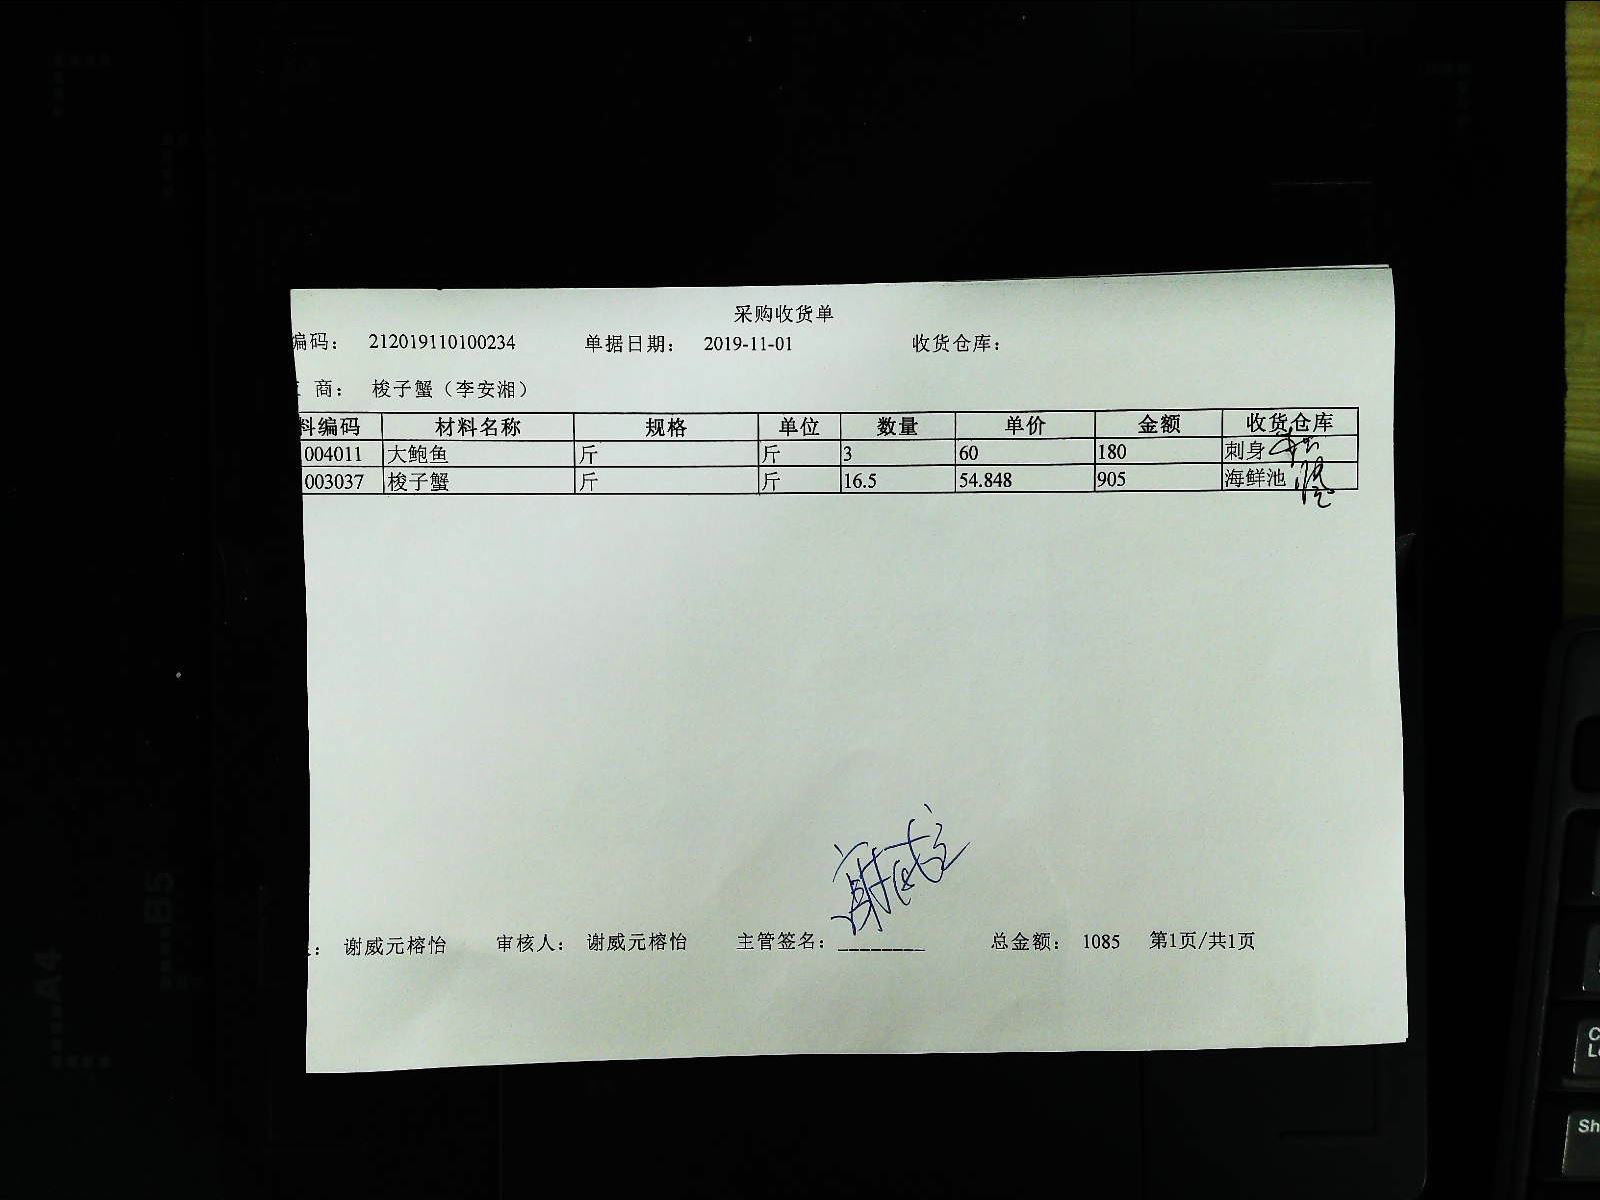 采购收货单
编码: 212019110100234 单据日期: 2019-11-01 收货仓库:
商: 梭子蟹（李安湘）
料编码 材料名称 规格 单位 数量 单价 金额 收货仓库
004011 大鲍鱼 斤 斤 3 60 180 刺身
003037 梭子蟹 斤 斤 16.5 54.848 905 海鲜池
谢威元榕怡 审核人: 谢威元榕怡 主管签名: 总金额: 1085 第1页/共1页
B5
A4
Sh